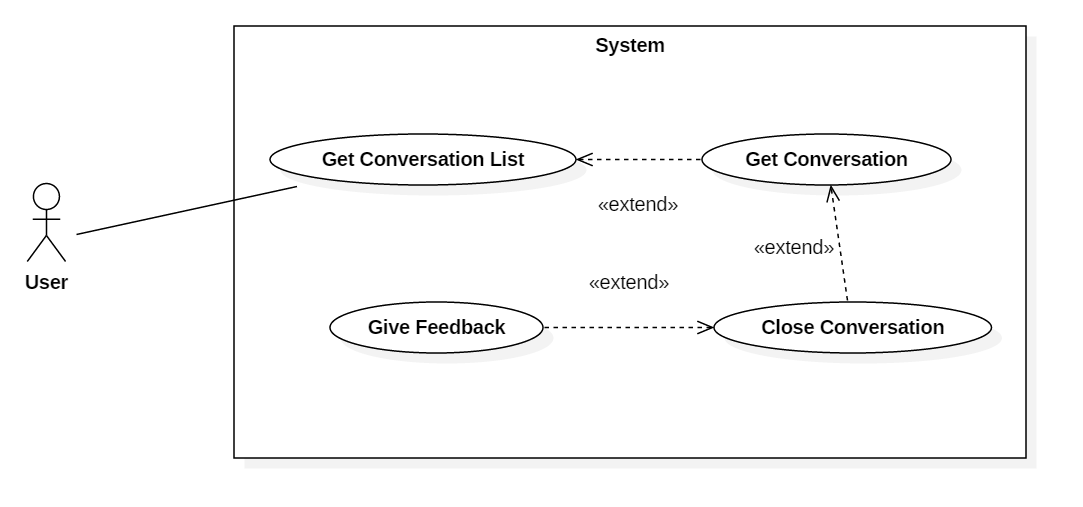 System
Get Conversation List
Get Conversation
«extend»
«extend»
User
«extend»
Give Feedback
Close Conversation